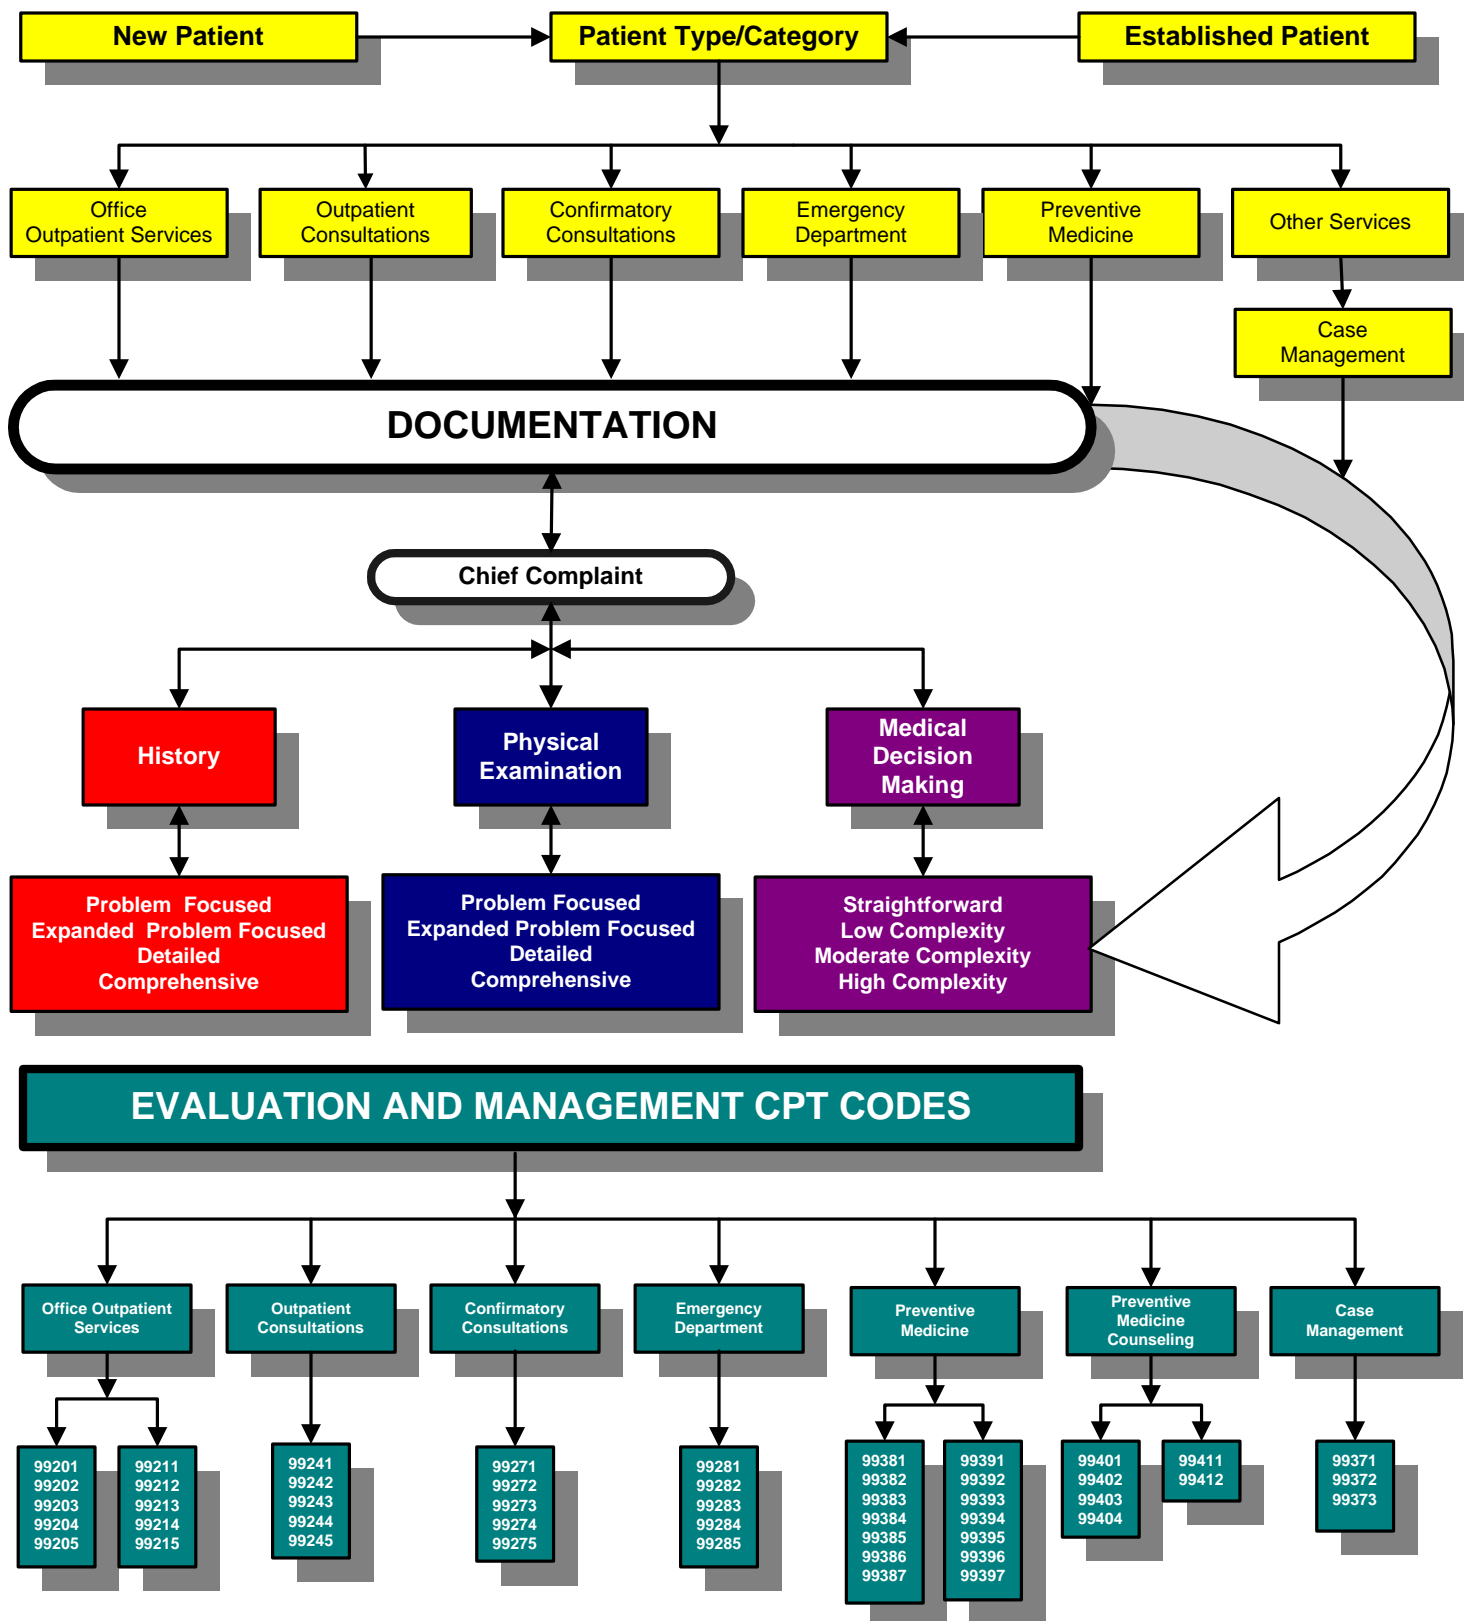 New Patient
Patient Type/Category
Established Patient
Office
Outpatient Services
Outpatient
Consultations
Confirmatory
Consultations
Emergency
Department
Preventive
Medicine
Other Services
Case
Management
DOCUMENTATION
Chief Complaint
History
Physical
Examination
Medical
Decision
Making
Problem Focused
Expanded Problem Focused
Detailed
Comprehensive
Problem Focused
Expanded Problem Focused
Detailed
Comprehensive
Straightforward
Low Complexity
Moderate Complexity
High Complexity
EVALUATION AND MANAGEMENT CPT CODES
Office Outpatient
Services
Outpatient
Consultations
Confirmatory
Consultations
Emergency
Department
Preventive
Medicine
Preventive
Medicine
Counseling
Case
Management
99201
99202
99203
99204
99205
99211
99212
99213
99214
99215
99241
99242
99243
99244
99245
99271
99272
99273
99274
99275
99281
99282
99283
99284
99285
99381
99382
99383
99384
99385
99386
99387
99391
99392
99393
99394
99395
99396
99397
99401
99402
99403
99404
99411
99412
99371
99372
99373